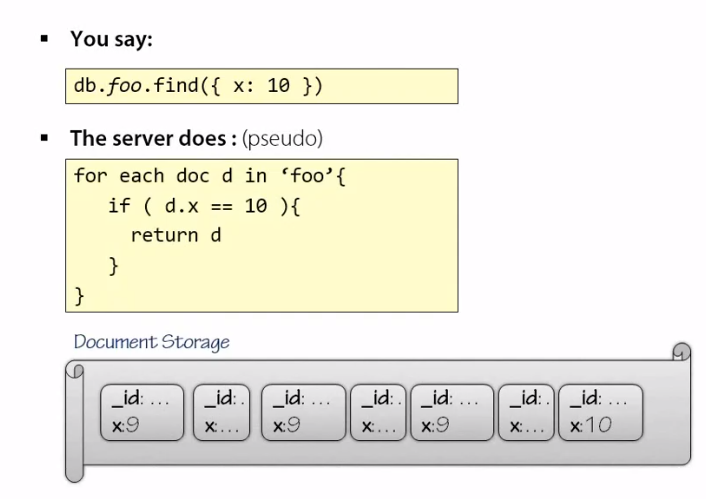 ▪ You say:
db.foo.find({ x: 10 })
▪ The server does : (pseudo)
for each doc d in ‘foo’{
if ( d.x == 10 ){
return d
}
}
Document Storage
_id: ... _id: . _id: ... _id: . _id: ... _id: . _id: ...
x:9 x:... x:9 x:... x:9 x:... x:10